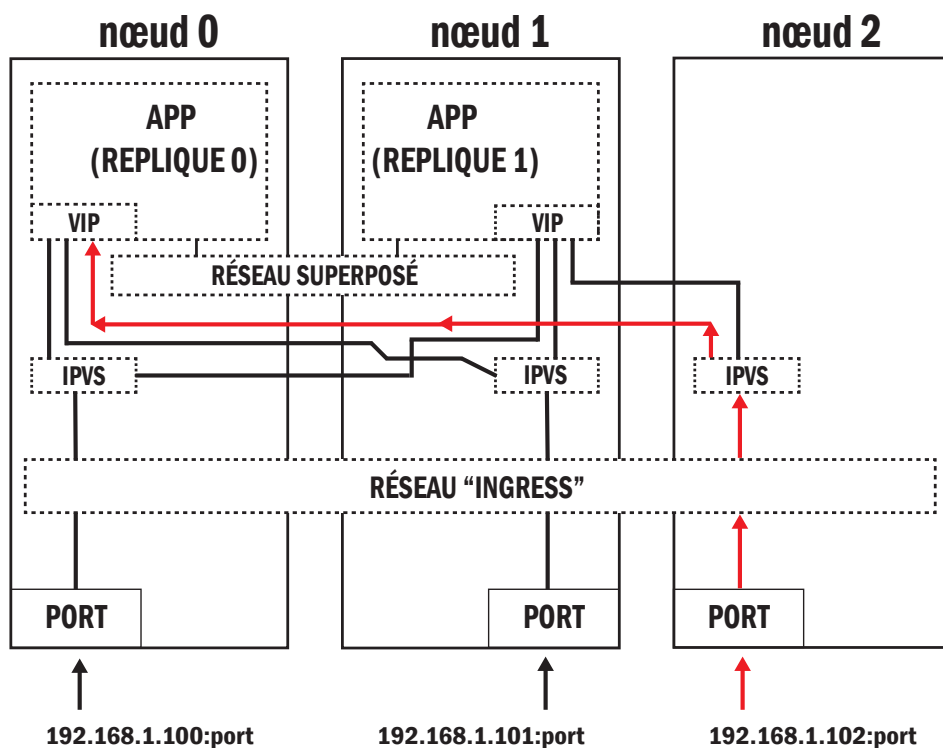 nœud 0
nœud 1
nœud 2
APP
(REPLIQUE 0)
APP
(REPLIQUE 1)
VIP
VIP
RÉSEAU SUPERPOSÉ
IPVS
IPVS
IPVS
RÉSEAU “INGRESS”
PORT
PORT
PORT
192.168.1.100:port
192.168.1.101:port
192.168.1.102:port